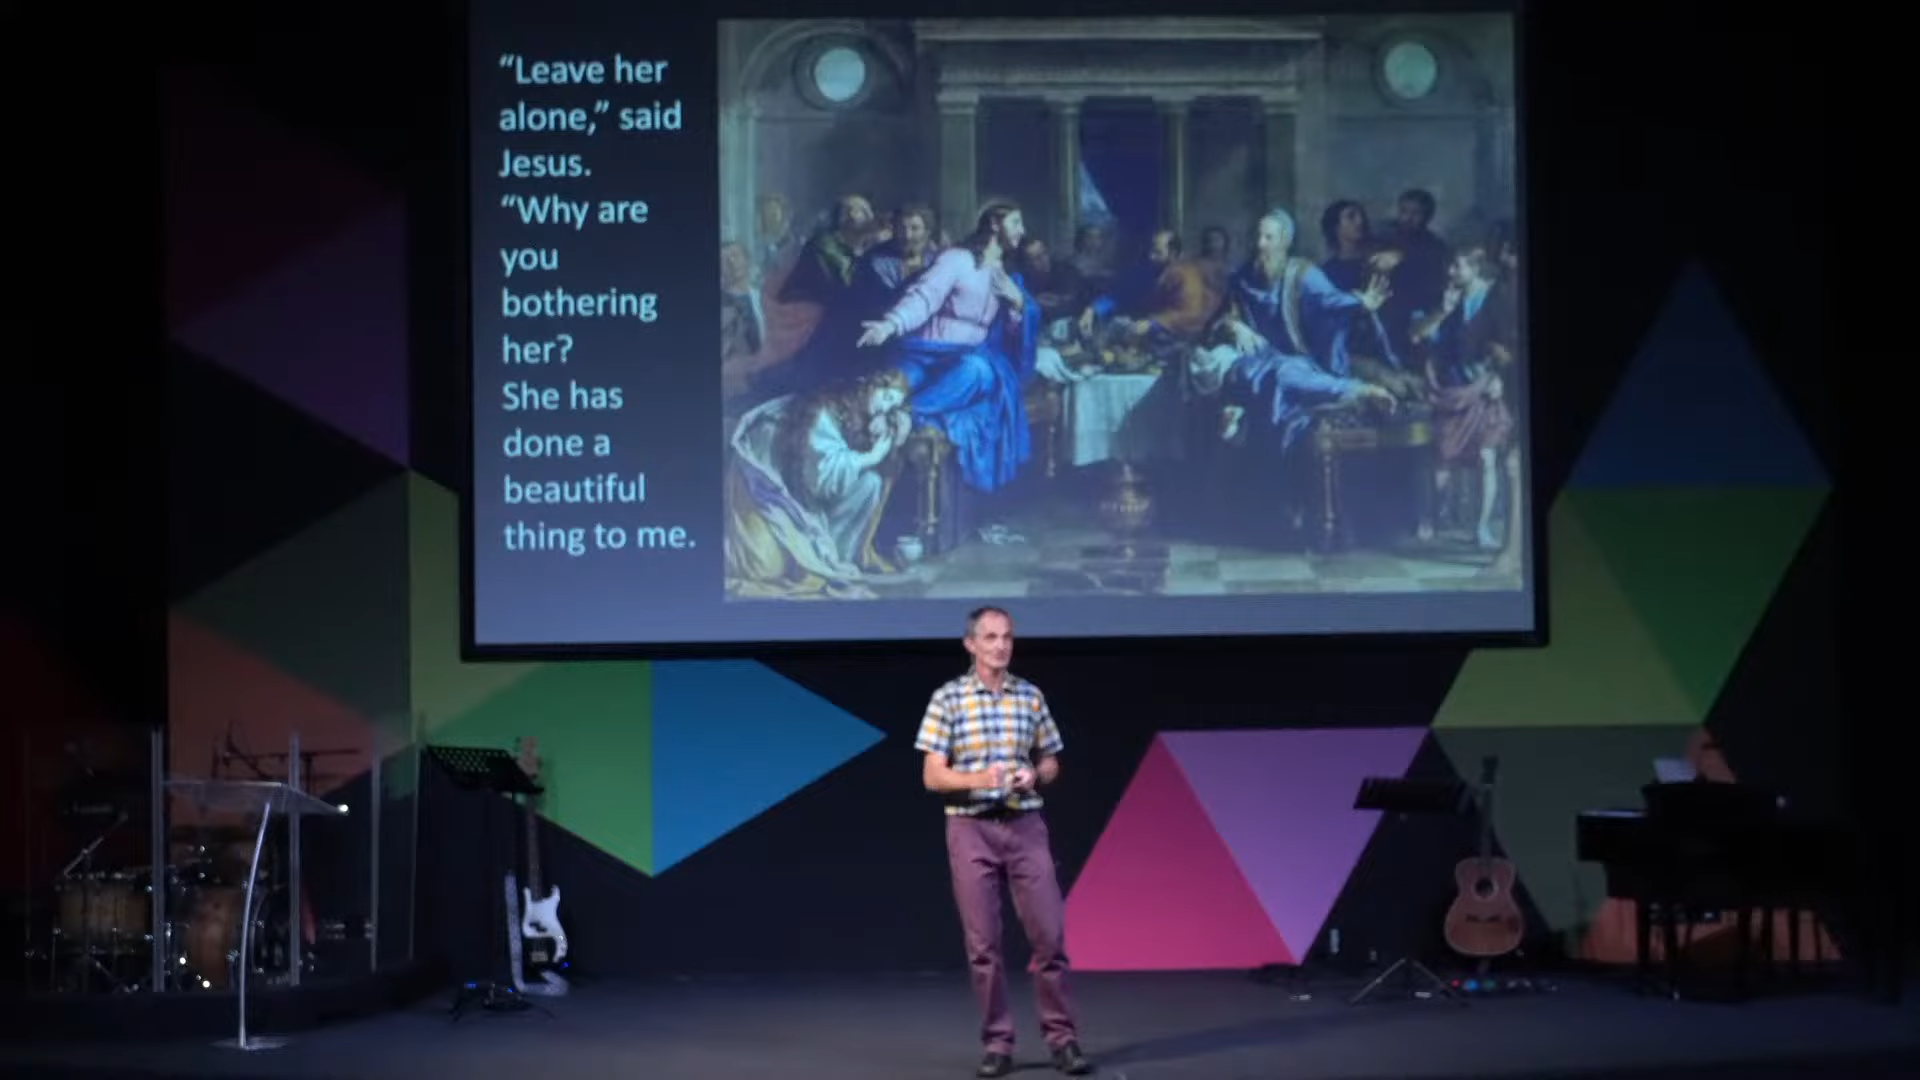 “Leave her
alone,” said
Jesus.
“Why are
you
bothering
her?
She has
done a
beautiful
thing to me.